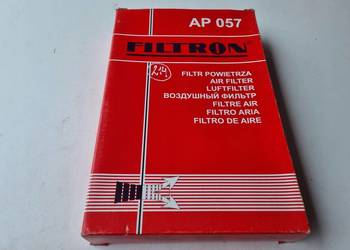 AP 057
FILTRON
FILTR POWIETRZA
AIR FILTER
LUFTFILTER
ВОЗДУШНЫЙ ФИЛЬТР
FILTRE AIR
FILTRO ARIA
FILTRO DE AIRE